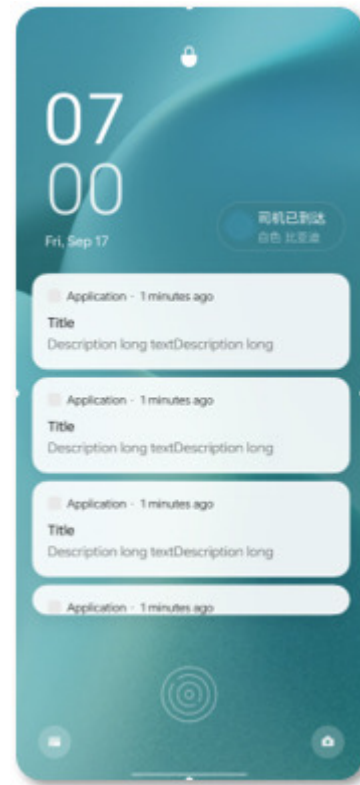 07
00
Fri, Sep 17
司机已到达
白色 比亚迪
Application · 1 minutes ago
Title
Description long textDescription long
Application · 1 minutes ago
Title
Description long textDescription long
Application · 1 minutes ago
Title
Description long textDescription long
Application · 1 minutes ago